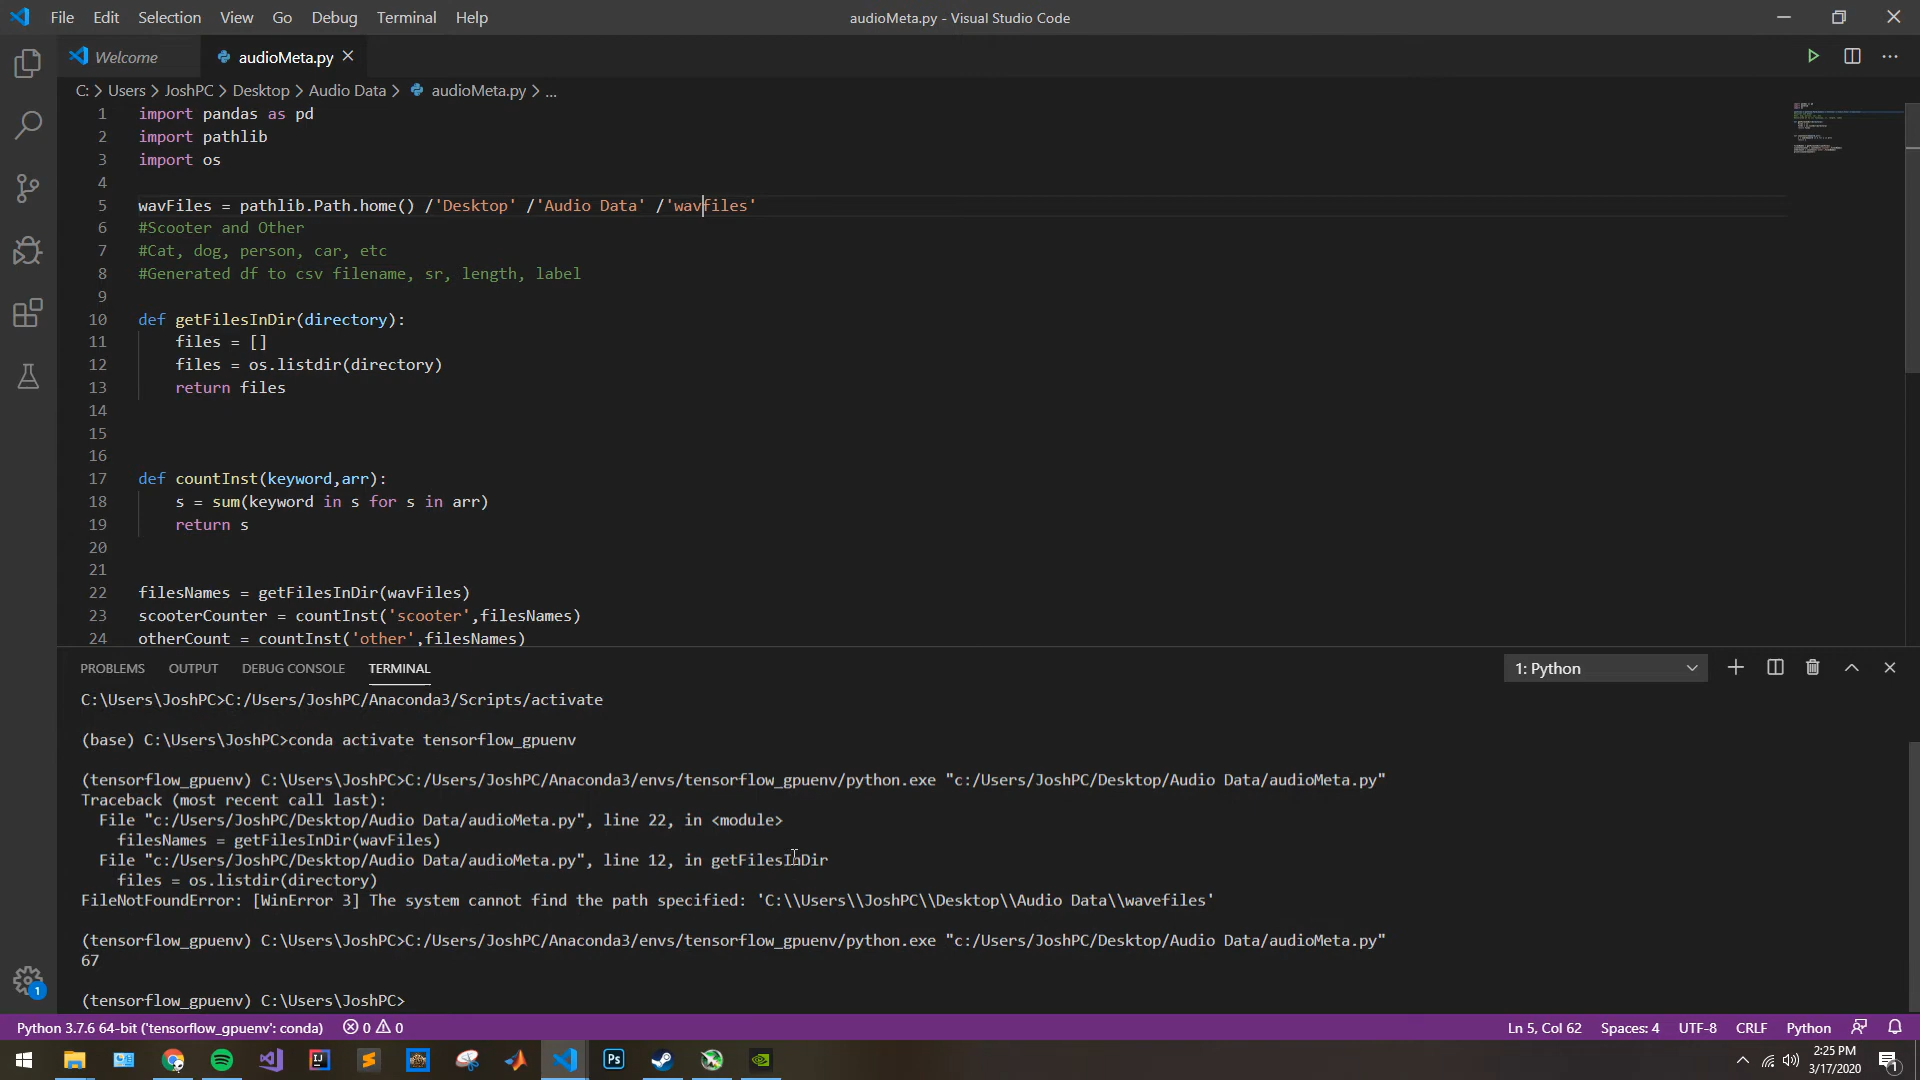 File Edit Selection View Go Debug Terminal Help
audioMeta.py - Visual Studio Code
Welcome
audioMeta.py
C: > Users > JoshPC > Desktop > Audio Data > audioMeta.py > ...
1 import pandas as pd
2 import pathlib
3 import os
4
5 wavFiles = pathlib.Path.home() /'Desktop' /'Audio Data' /'wavfiles'
6 #Scooter and Other
7 #Cat, dog, person, car, etc
8 #Generated df to csv filename, sr, length, label
9
10 def getFilesInDir(directory):
11 files = []
12 files = os.listdir(directory)
13 return files
14
15
16
17 def countInst(keyword,arr):
18 s = sum(keyword in s for s in arr)
19 return s
20
21
22 filesNames = getFilesInDir(wavFiles)
23 scooterCounter = countInst('scooter',filesNames)
24 otherCount = countInst('other',filesNames)
PROBLEMS OUTPUT DEBUG CONSOLE TERMINAL
1: Python
C:\Users\JoshPC>C:/Users/JoshPC/Anaconda3/Scripts/activate
(base) C:\Users\JoshPC>conda activate tensorflow_gpuenv
(tensorflow_gpuenv) C:\Users\JoshPC>C:/Users/JoshPC/Anaconda3/envs/tensorflow_gpuenv/python.exe "c:/Users/JoshPC/Desktop/Audio Data/audioMeta.py"
Traceback (most recent call last):
File "c:/Users/JoshPC/Desktop/Audio Data/audioMeta.py", line 22, in <module>
filesNames = getFilesInDir(wavFiles)
File "c:/Users/JoshPC/Desktop/Audio Data/audioMeta.py", line 12, in getFilesInDir
files = os.listdir(directory)
FileNotFoundError: [WinError 3] The system cannot find the path specified: 'C:\\Users\\JoshPC\\Desktop\\Audio Data\\wavefiles'
(tensorflow_gpuenv) C:\Users\JoshPC>C:/Users/JoshPC/Anaconda3/envs/tensorflow_gpuenv/python.exe "c:/Users/JoshPC/Desktop/Audio Data/audioMeta.py"
67
(tensorflow_gpuenv) C:\Users\JoshPC>
1
Python 3.7.6 64-bit ('tensorflow_gpuenv': conda) 0 0
Ln 5, Col 62 Spaces: 4 UTF-8 CRLF Python
Ps
2:25 PM
3/17/2020
1